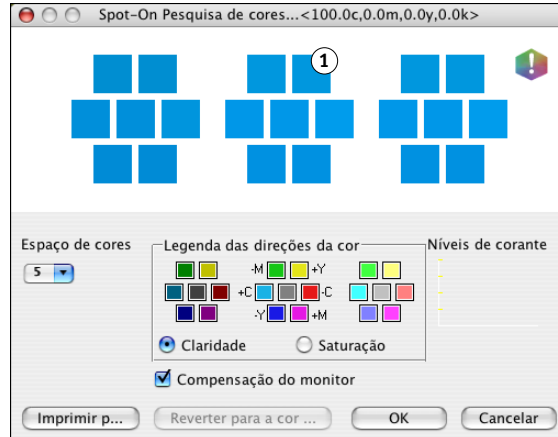 Spot-On Pesquisa de cores...<100.0c,0.0m,0.0y,0.0k>
1
Espaço de cores
5
Legenda das direções da cor
-M +Y
+C -C
-Y +M
Claridade Saturação
Níveis de corante
Compensação do monitor
Imprimir p... Reverter para a cor ... OK Cancelar